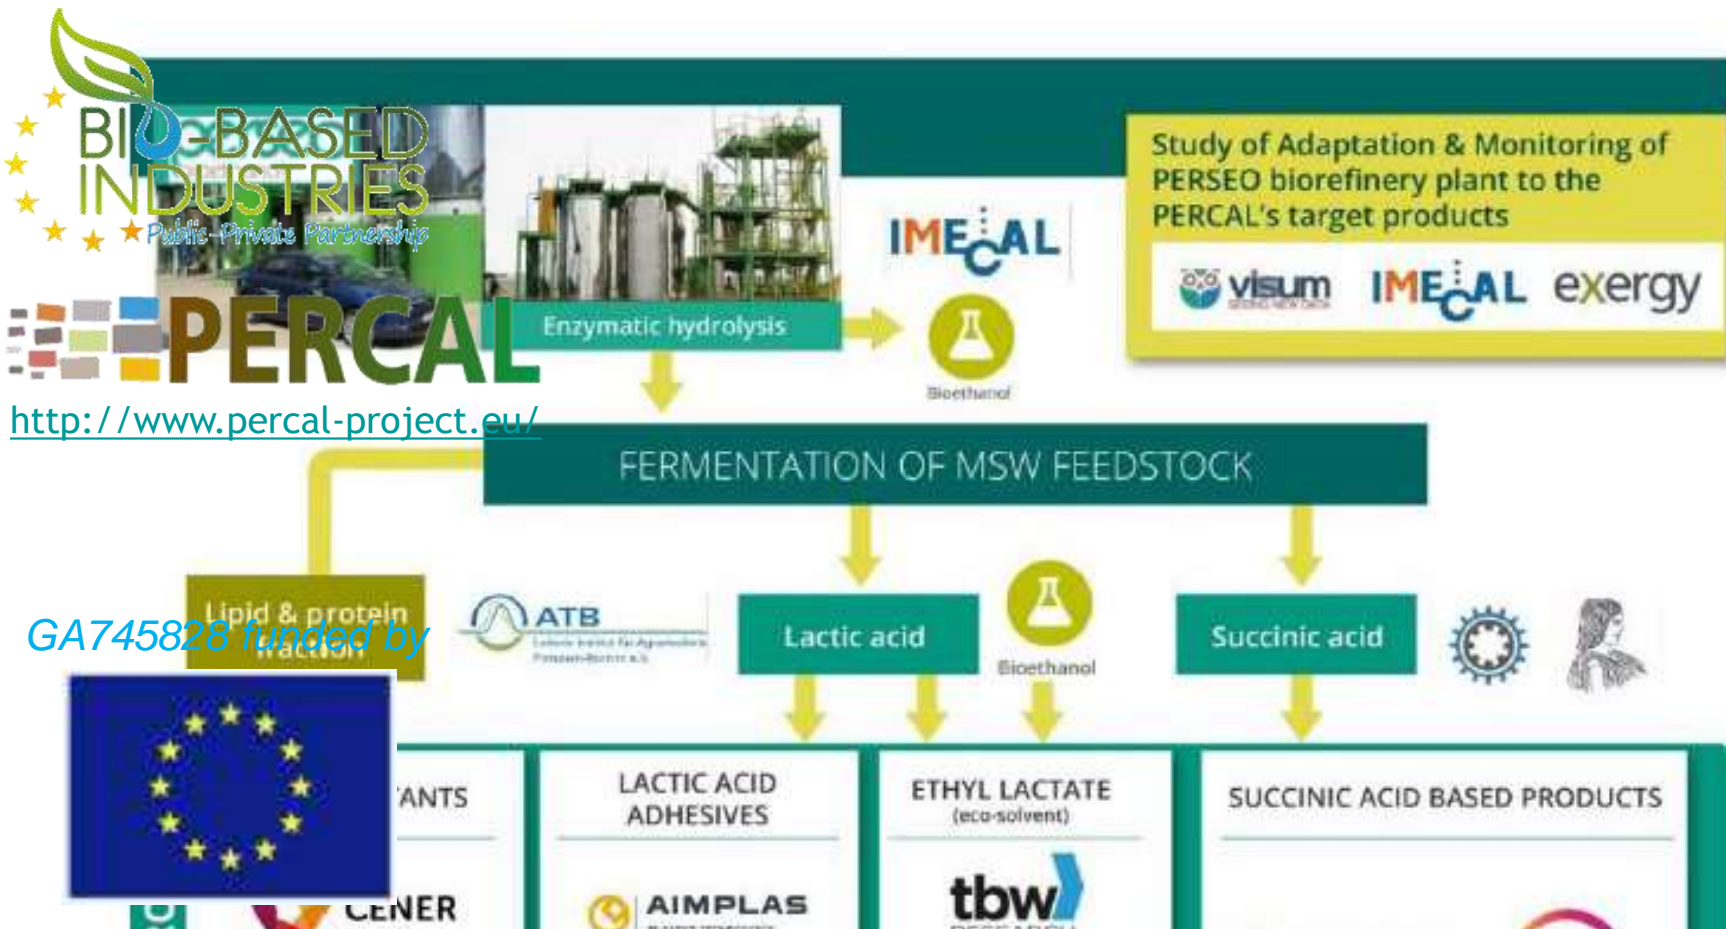 BIO-BASED
INDUSTRIES
Public-Private Partnership
PERCAL
http://www.percal-project.eu/
Enzymatic hydrolysis
IMECAL
Bioethanol
Study of Adaptation & Monitoring of
PERSEO biorefinery plant to the
PERCAL's target products
visum
IMECAL
exergy
FERMENTATION OF MSW FEEDSTOCK
Lipid & protein
fraction
GA745828 funded by
ATB
Lactic acid
Bioethanol
Succinic acid
ANTS
LACTIC ACID
ADHESIVES
ETHYL LACTATE
(eco-solvent)
SUCCINIC ACID BASED PRODUCTS
CENER
AIMPLAS
tbw
RESEARCH